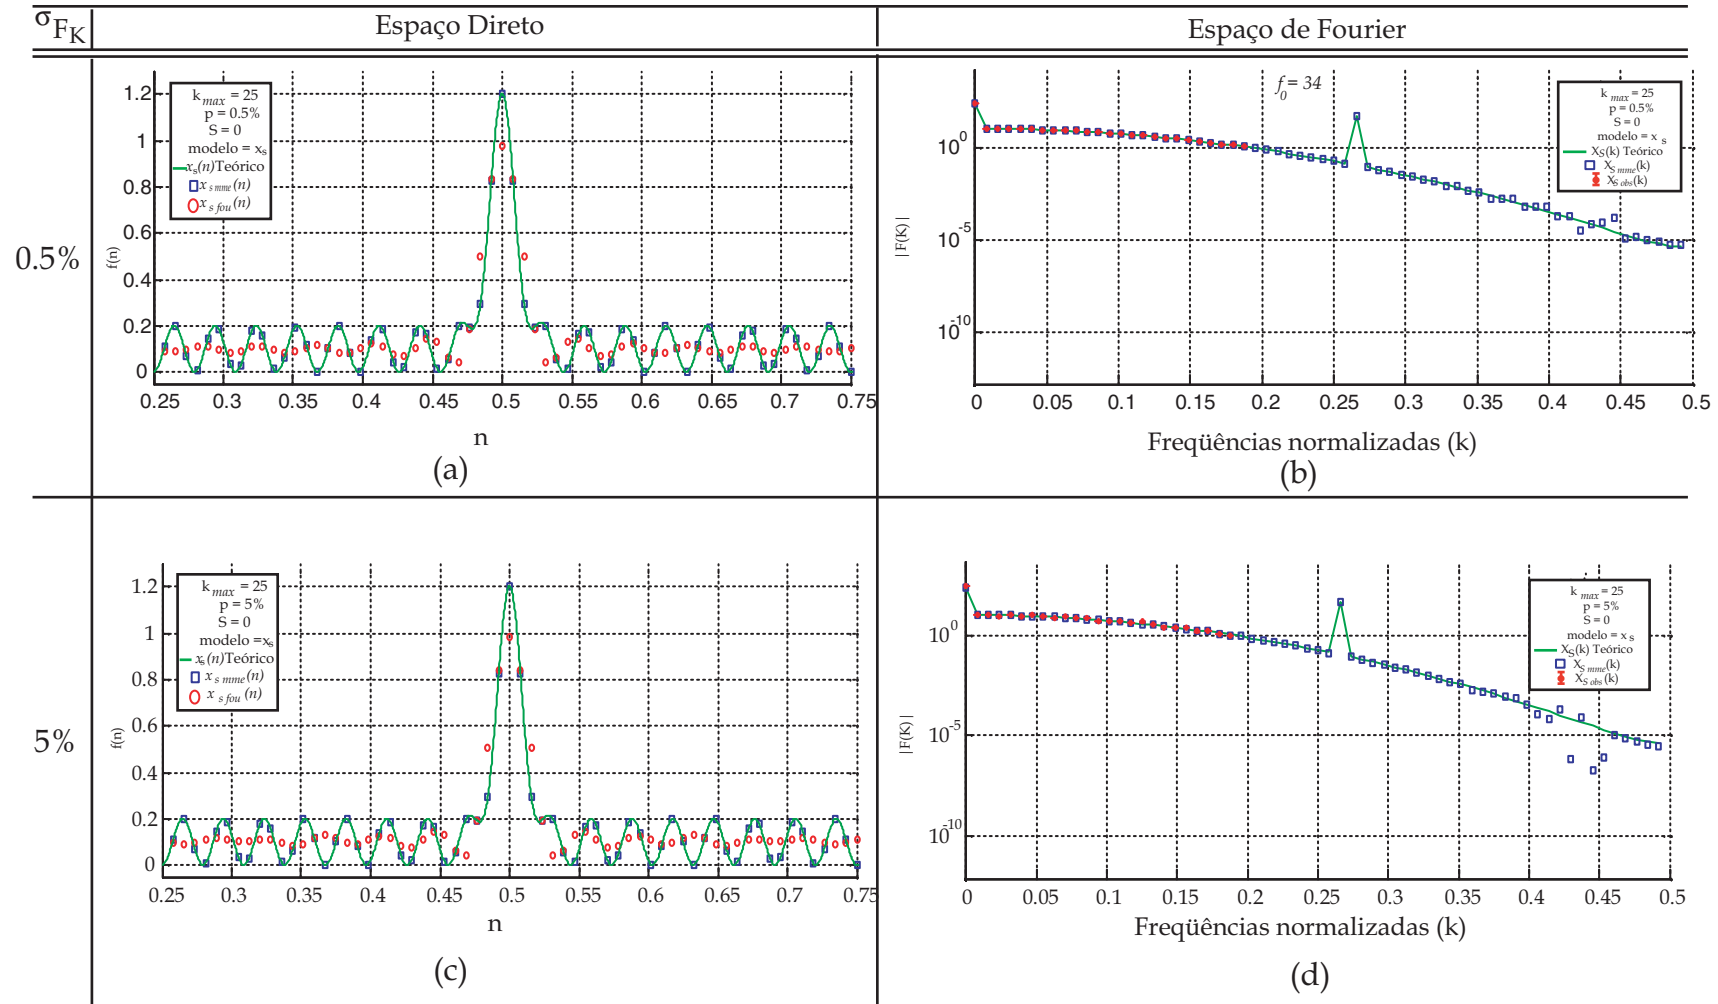 σF_K Espaço Direto Espaço de Fourier
0.5%
k max = 25
p = 0.5%
S = 0
modelo = x_s
x_s(n)Teórico
x_s mme(n)
x_s fou(n)
f(n)
1.2
1
0.8
0.6
0.4
0.2
0
0.25 0.3 0.35 0.4 0.45 0.5 0.55 0.6 0.65 0.7 0.75
n
(a)
f_0 = 34
k max = 25
p = 0.5%
S = 0
modelo = x_s
X_S(k) Teórico
X_S mme(k)
X_S obs(k)
|F(K)|
10^0
10^-5
10^-10
0 0.05 0.1 0.15 0.2 0.25 0.3 0.35 0.4 0.45 0.5
Freqüências normalizadas (k)
(b)
5%
k max = 25
p = 5%
S = 0
modelo =x_s
x_s(n)Teórico
x_s mme(n)
x_s fou(n)
f(n)
1.2
1
0.8
0.6
0.4
0.2
0
0.25 0.3 0.35 0.4 0.45 0.5 0.55 0.6 0.65 0.7 0.75
n
(c)
k max = 25
p = 5%
S = 0
modelo = x_s
X_S(k) Teórico
X_S mme(k)
X_S obs(k)
|F(K)|
10^0
10^-5
10^-10
0 0.05 0.1 0.15 0.2 0.25 0.3 0.35 0.4 0.45 0.5
Freqüências normalizadas (k)
(d)